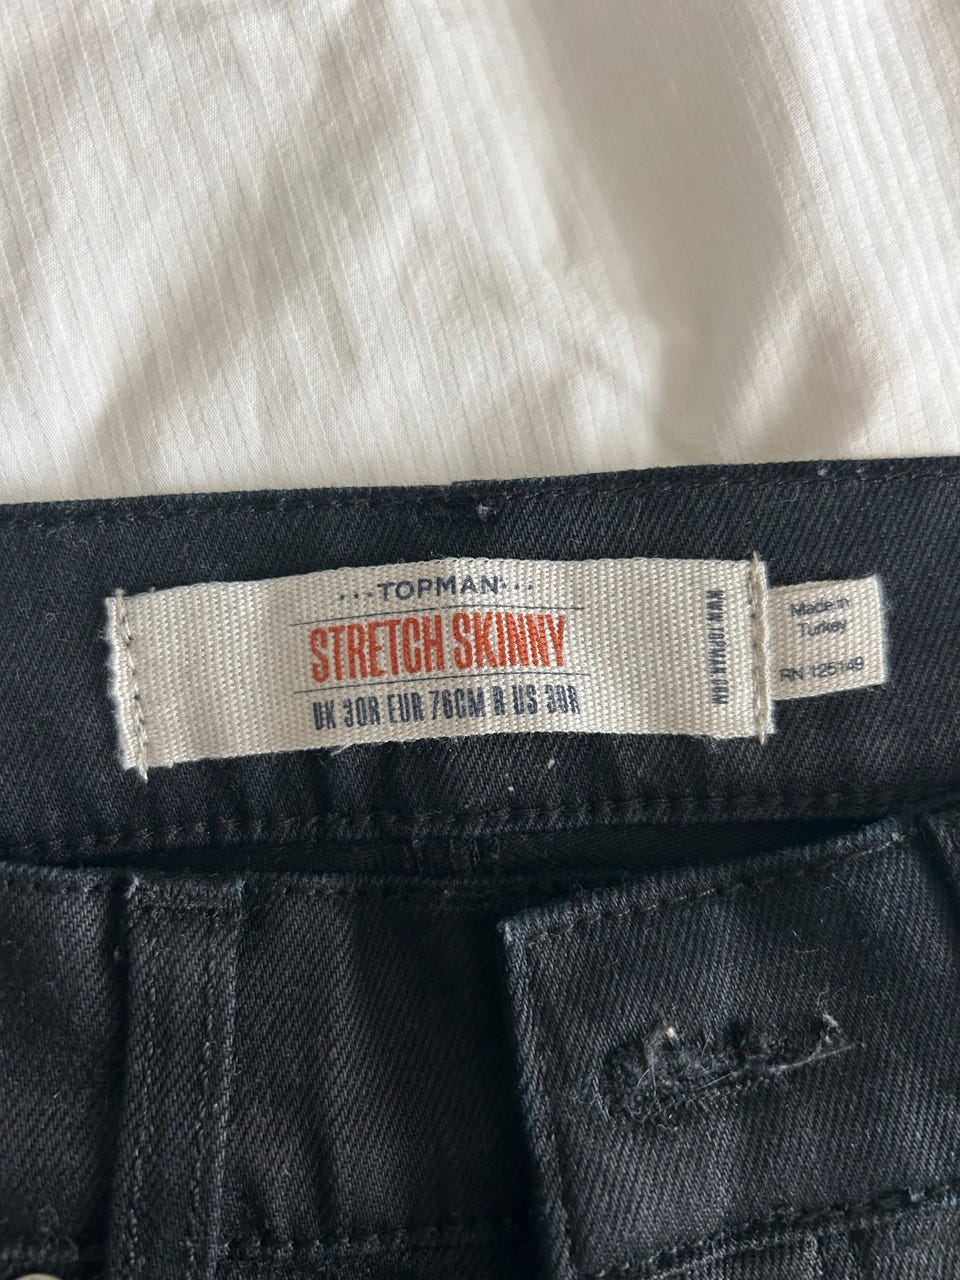 ···TOPMAN···
STRETCH SKINNY
UK 30R EUR 76CM R US 30R
WWW.TOPMAN.COM
Made in
Turkey
RN 125149